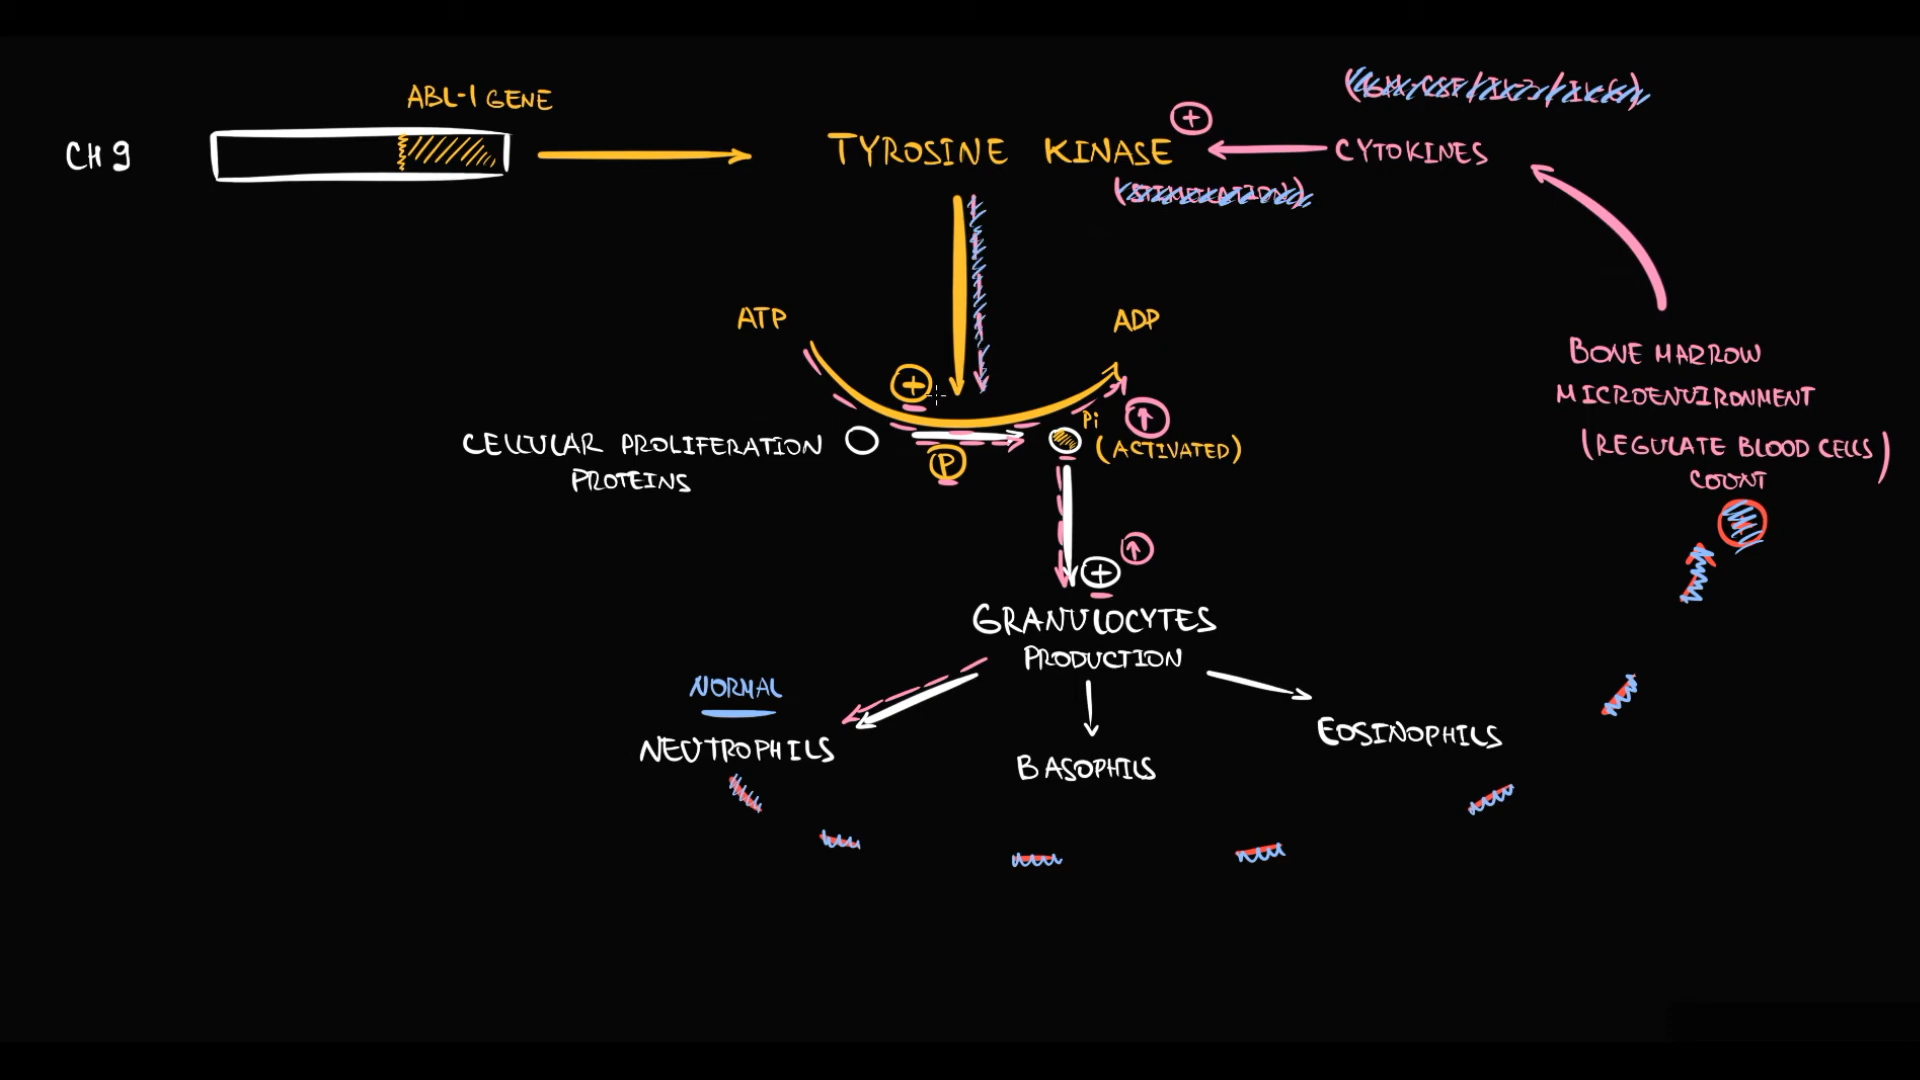 ABL-1 GENE
CH 9
TYROSINE KINASE
+
CYTOKINES
ATP
ADP
+
Pi
CELLULAR PROLIFERATION
PROTEINS
P
(ACTIVATED)
BONE MARROW
MICROENVIRONMENT
(REGULATE BLOOD CELLS)
COUNT
+
GRANULOCYTES
PRODUCTION
NORMAL
NEUTROPHILS
BASOPHILS
EOSINOPHILS